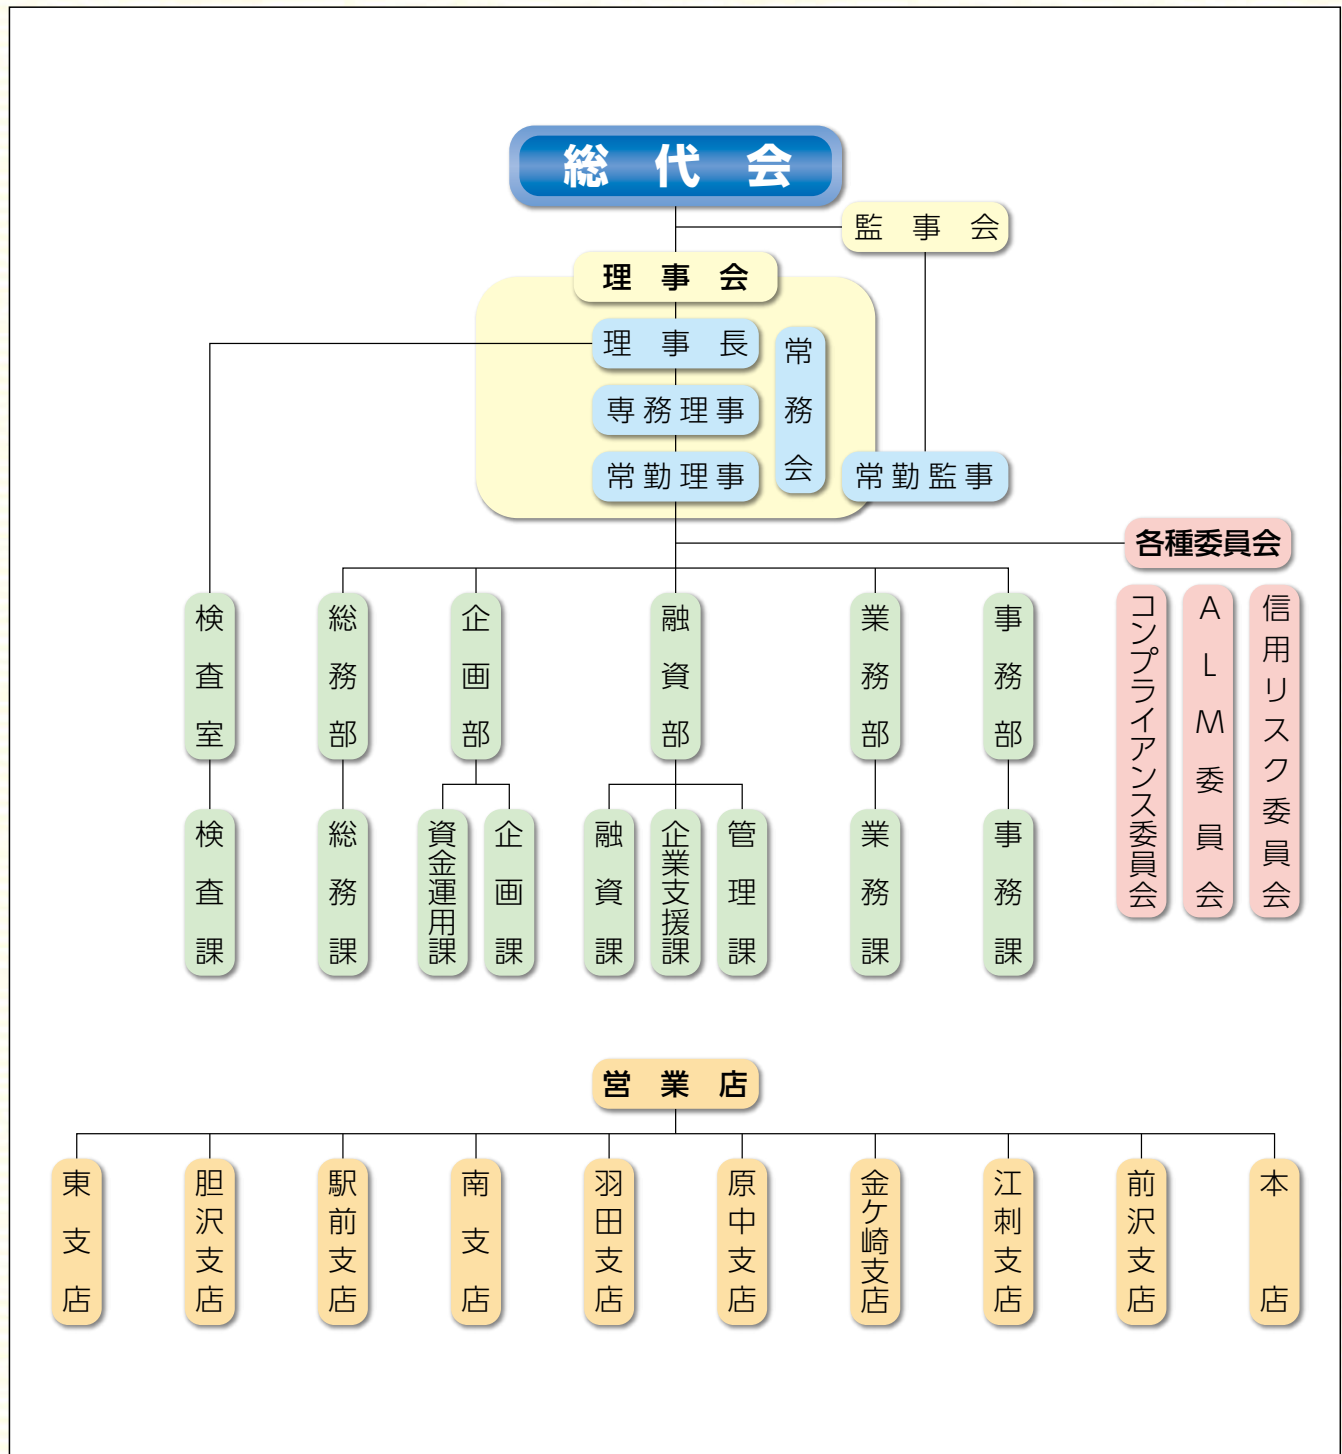 総代会
監事会
理事会
理事長
専務理事
常勤理事
常務会
常勤監事
各種委員会
コンプライアンス委員会
ALM委員会
信用リスク委員会
検査室
総務部
企画部
融資部
業務部
事務部
検査課
総務課
資金運用課
企画課
融資課
企業支援課
管理課
業務課
事務課
営業店
東支店
胆沢支店
駅前支店
南支店
羽田支店
原中支店
金ケ崎支店
江刺支店
前沢支店
本店